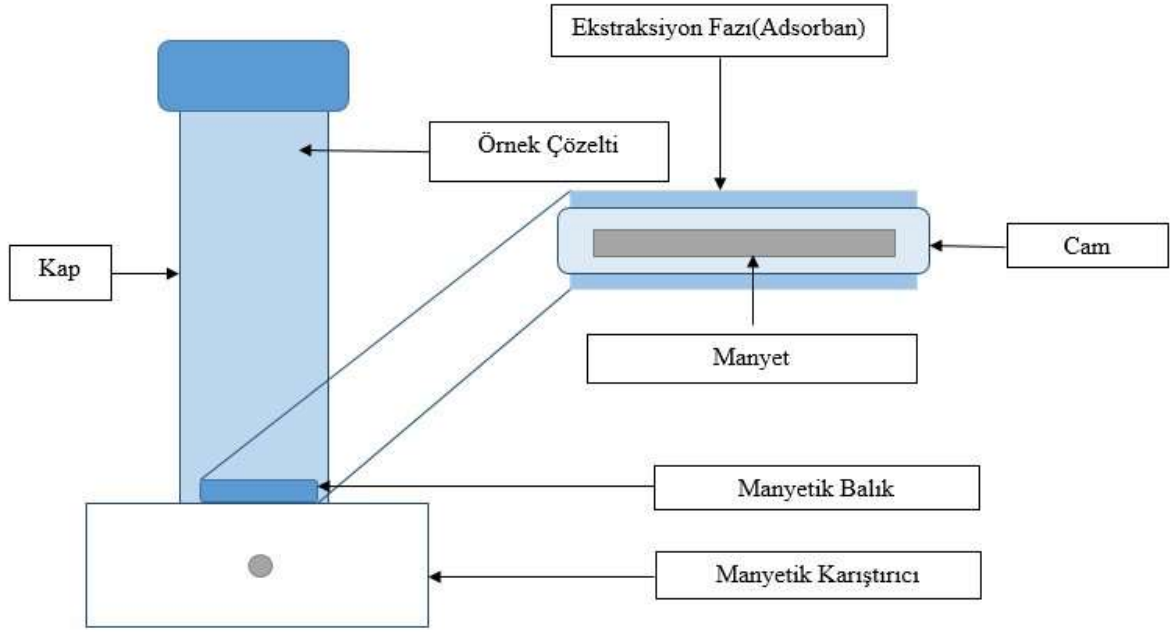 Ekstraksiyon Fazı(Adsorban)
Örnek Çözelti
Kap
Cam
Manyet
Manyetik Balık
Manyetik Karıştırıcı